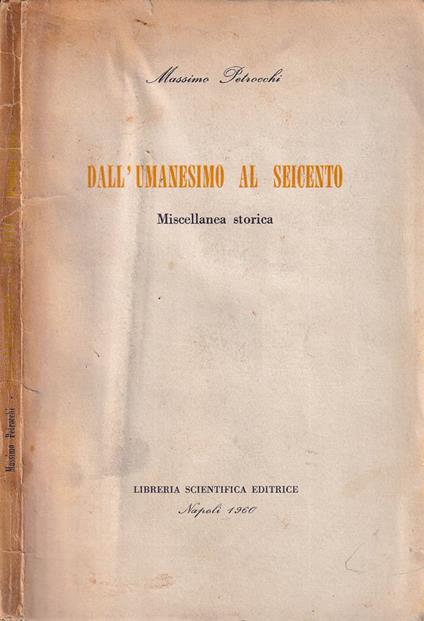 Massimo Petrocchi
DALL'UMANESIMO AL SEICENTO
Miscellanea storica
LIBRERIA SCIENTIFICA EDITRICE
Napoli 1960
Massimo Petrocchi